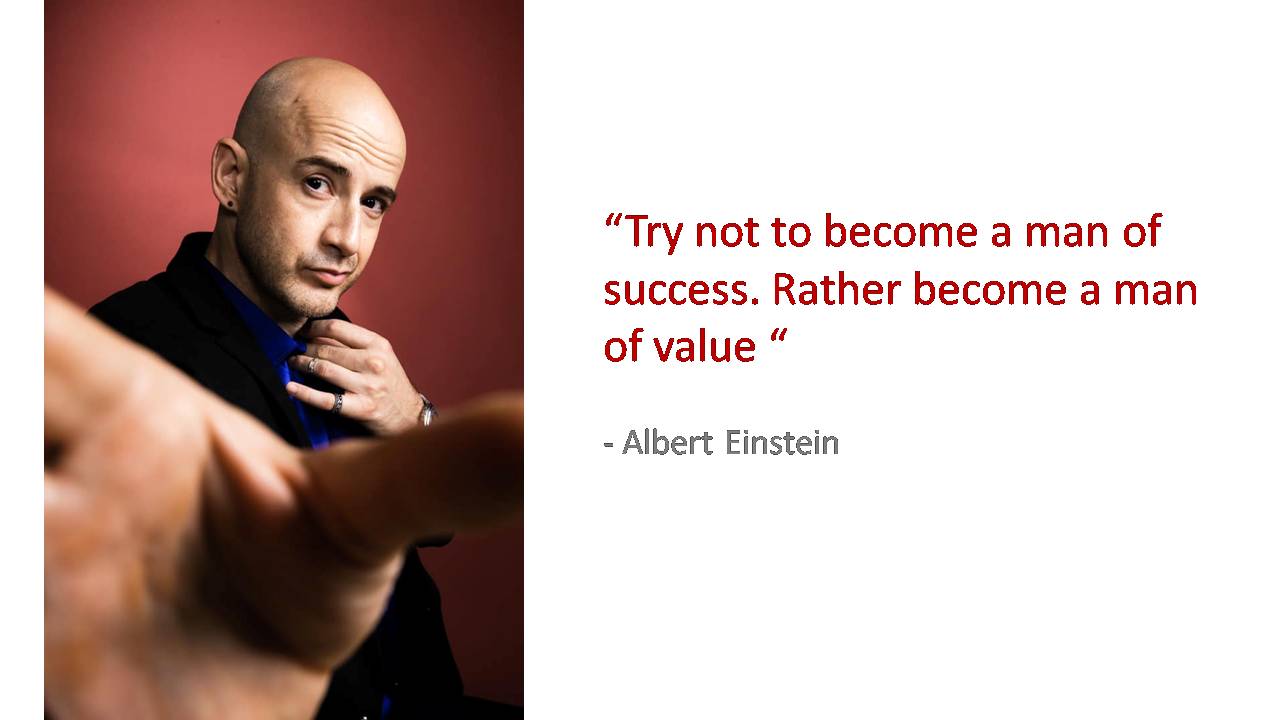 “Try not to become a man of
success. Rather become a man
of value “
- Albert Einstein